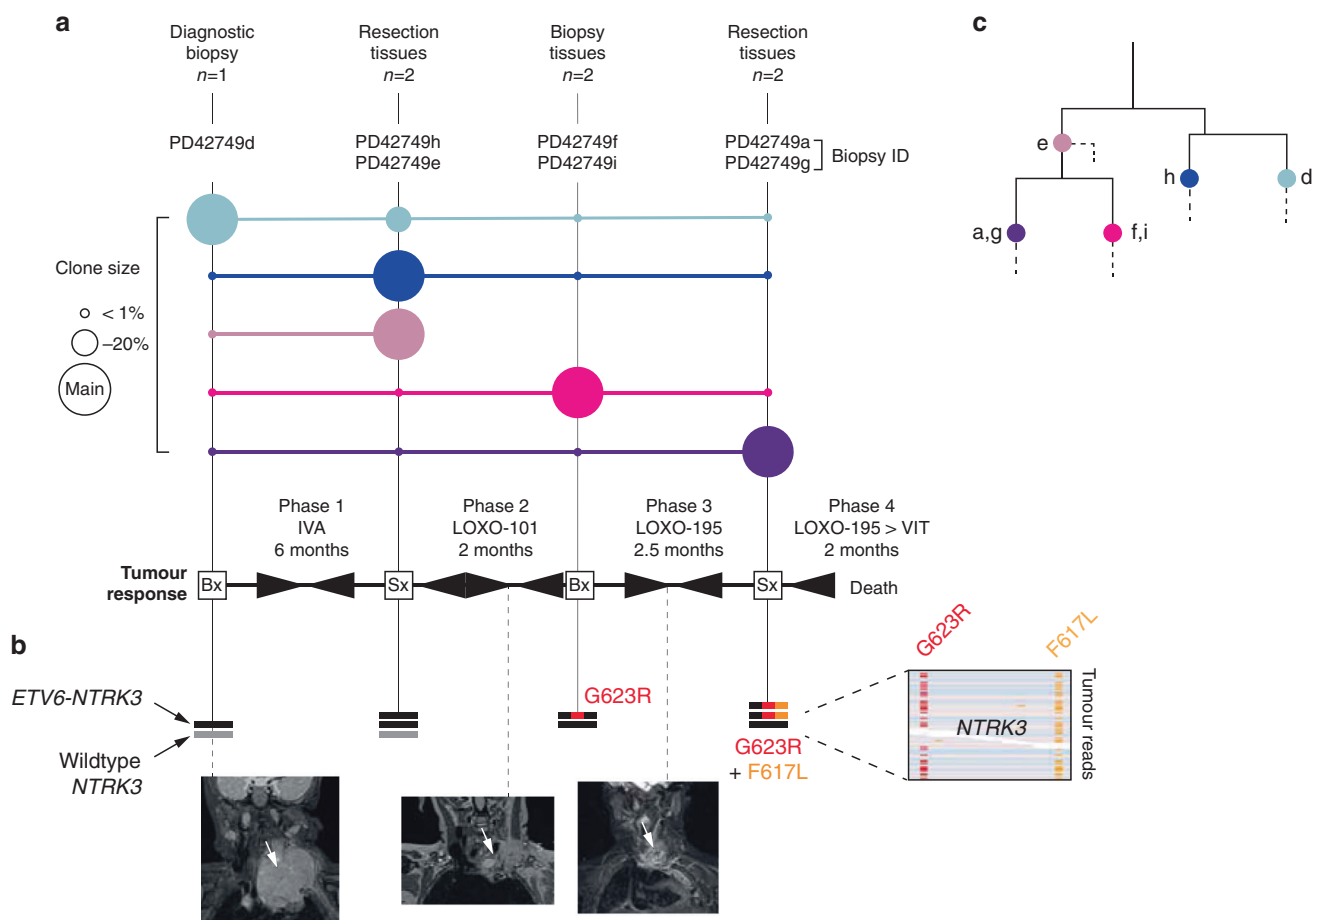 a
Diagnostic
biopsy
n=1
Resection
tissues
n=2
Biopsy
tissues
n=2
Resection
tissues
n=2
PD42749d
PD42749h
PD42749e
PD42749f
PD42749i
PD42749a
PD42749g
Biopsy ID
Clone size
< 1%
–20%
Main
Phase 1
IVA
6 months
Phase 2
LOXO-101
2 months
Phase 3
LOXO-195
2.5 months
Phase 4
LOXO-195 > VIT
2 months
Tumour
response
Bx
Sx
Bx
Sx
Death
b
ETV6-NTRK3
Wildtype
NTRK3
G623R
G623R
+ F617L
G623R
F617L
NTRK3
Tumour reads
c
e
h
d
a,g
f,i